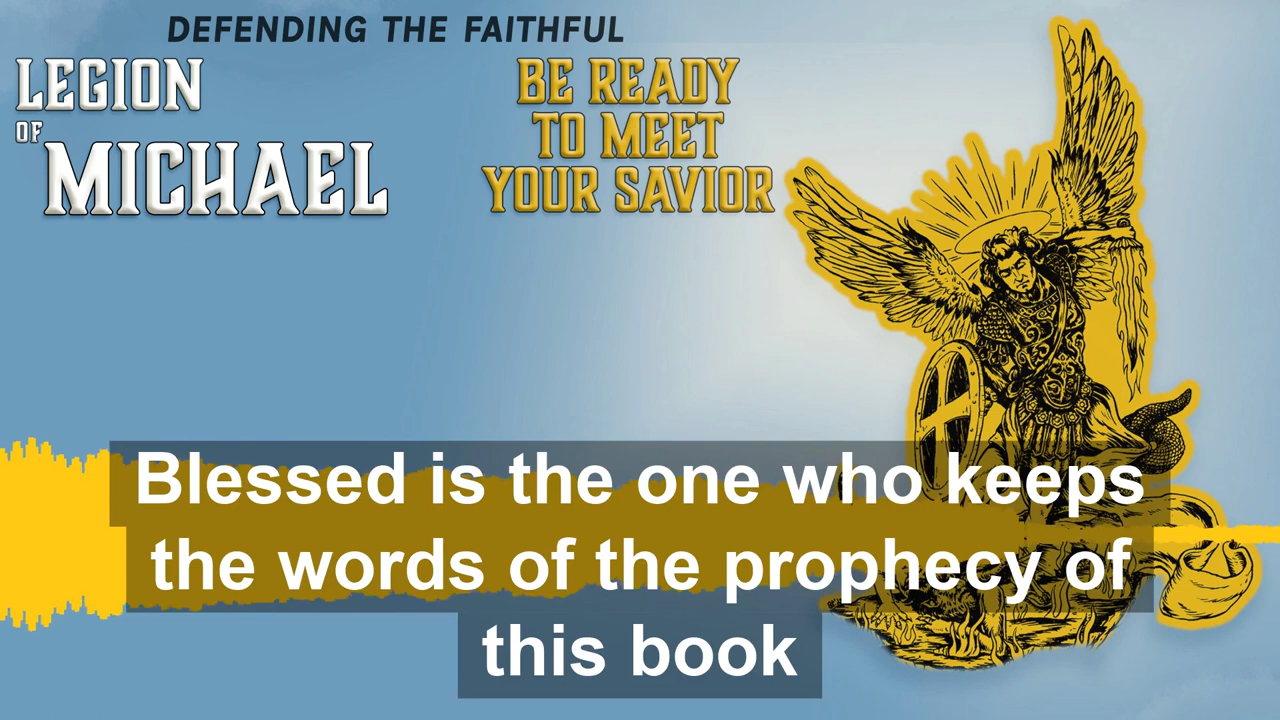 DEFENDING THE FAITHFUL
LEGION
OF
MICHAEL
BE READY
TO MEET
YOUR SAVIOR
Blessed is the one who keeps
the words of the prophecy of
this book